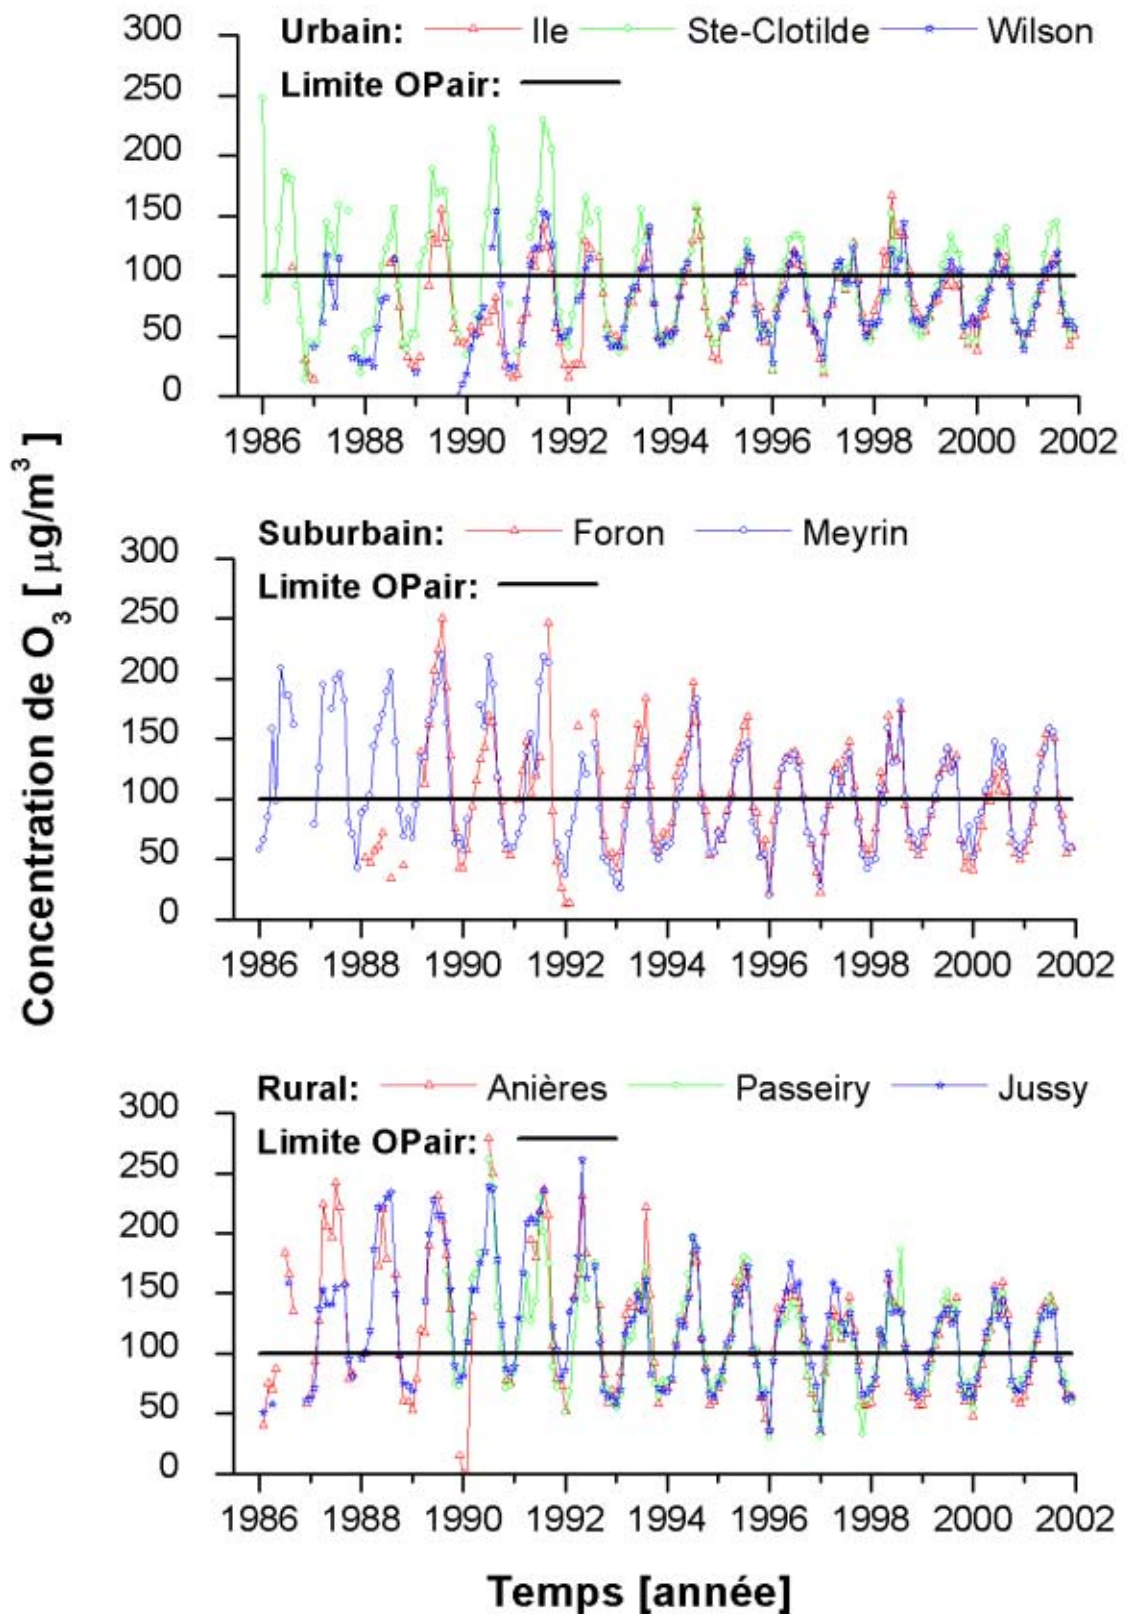 Concentration de O3 [ µg/m3 ]
Urbain: Ile Ste-Clotilde Wilson
Limite OPair:
300
250
200
150
100
50
0
1986 1988 1990 1992 1994 1996 1998 2000 2002
Suburbain: Foron Meyrin
Limite OPair:
300
250
200
150
100
50
0
1986 1988 1990 1992 1994 1996 1998 2000 2002
Rural: Anières Passeiry Jussy
Limite OPair:
300
250
200
150
100
50
0
1986 1988 1990 1992 1994 1996 1998 2000 2002
Temps [année]